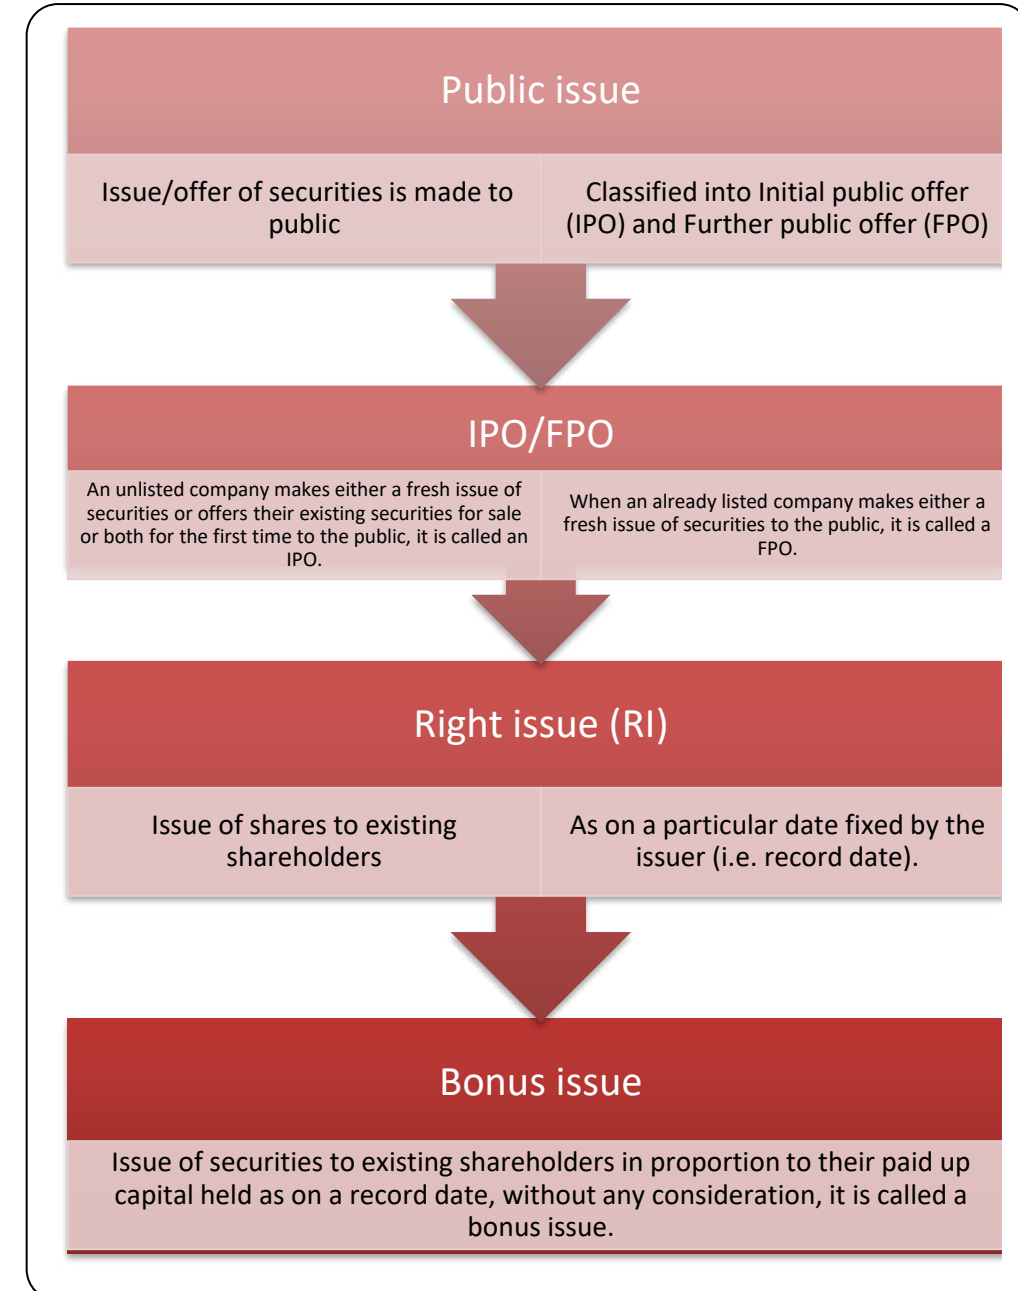 Public issue
Issue/offer of securities is made to
public
Classified into Initial public offer
(IPO) and Further public offer (FPO)
IPO/FPO
An unlisted company makes either a fresh issue of
securities or offers their existing securities for sale
or both for the first time to the public, it is called an
IPO.
When an already listed company makes either a
fresh issue of securities to the public, it is called a
FPO.
Right issue (RI)
Issue of shares to existing
shareholders
As on a particular date fixed by the
issuer (i.e. record date).
Bonus issue
Issue of securities to existing shareholders in proportion to their paid up
capital held as on a record date, without any consideration, it is called a
bonus issue.